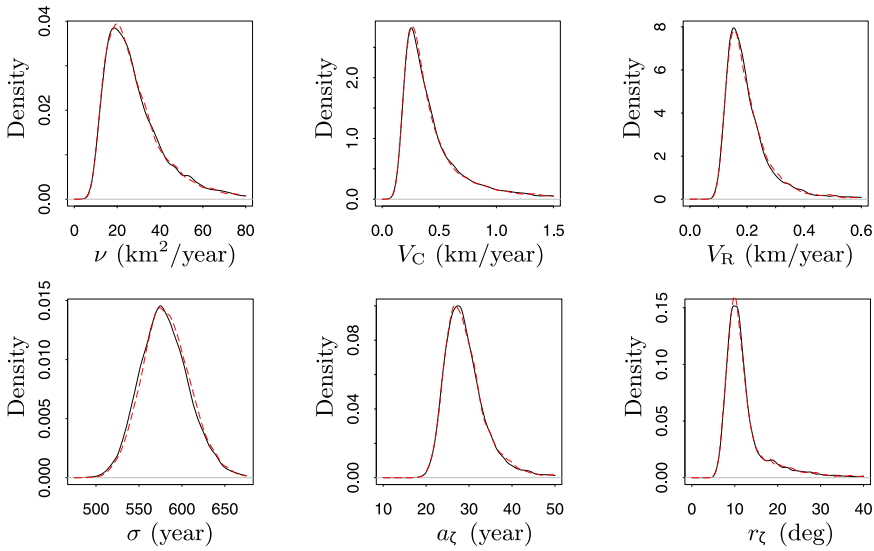 Density
0.00 0.02 0.04
0 20 40 60 80
ν (km²/year)
Density
0.0 1.0 2.0
0.0 0.5 1.0 1.5
V_C (km/year)
Density
0 2 4 6 8
0.0 0.2 0.4 0.6
V_R (km/year)
Density
0.000 0.005 0.010 0.015
500 550 600 650
σ (year)
Density
0.00 0.04 0.08
10 20 30 40 50
a_ζ (year)
Density
0.00 0.05 0.10 0.15
0 10 20 30 40
r_ζ (deg)